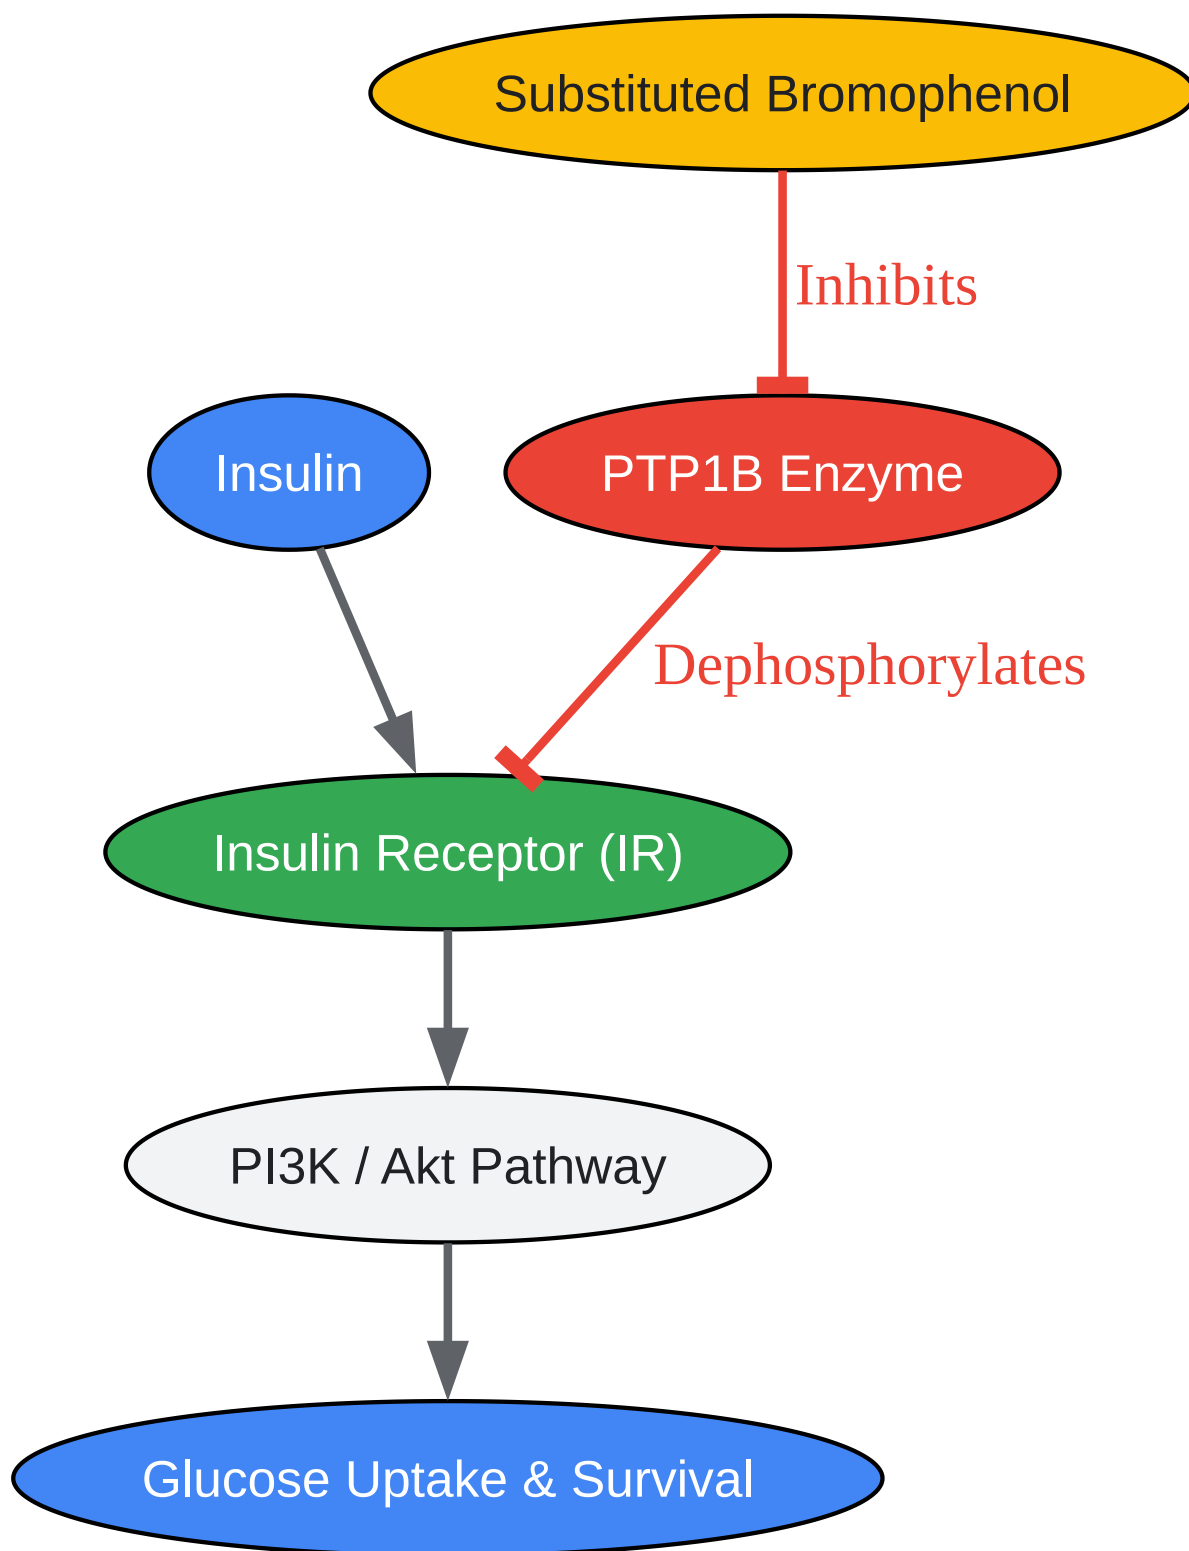 Substituted Bromophenol
Inhibits
Insulin
PTP1B Enzyme
Dephosphorylates
Insulin Receptor (IR)
PI3K / Akt Pathway
Glucose Uptake & Survival